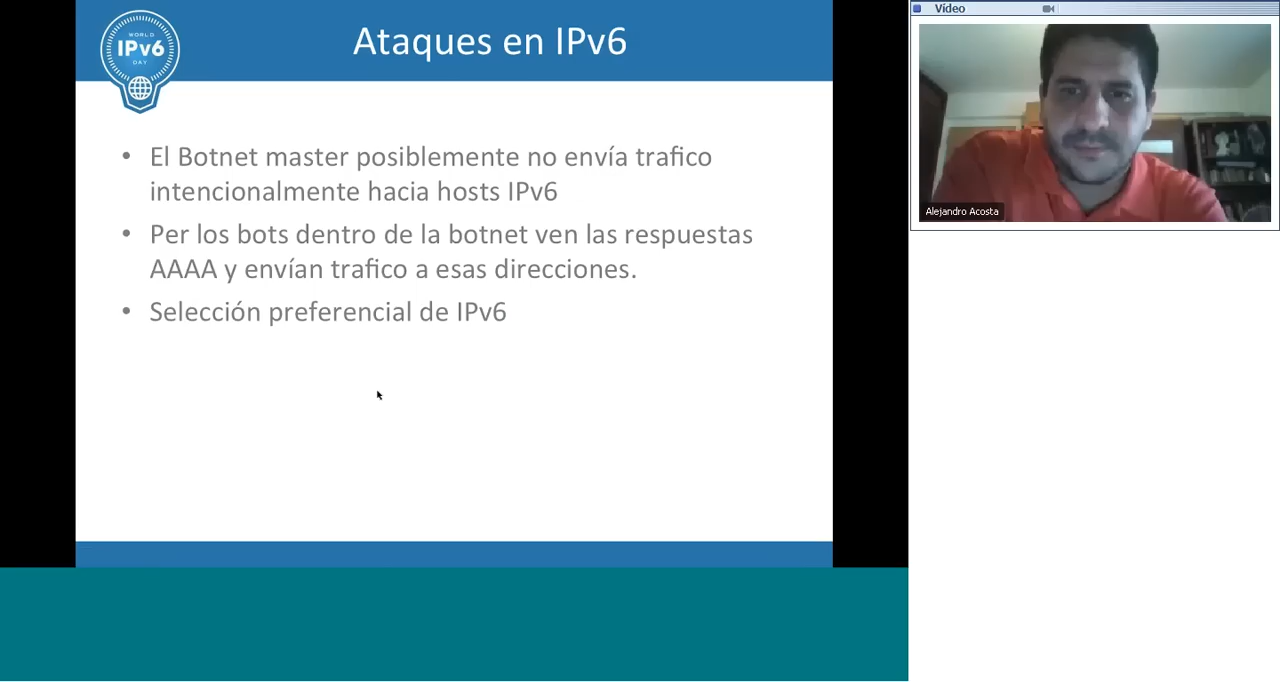 WORLD
IPv6
DAY
Ataques en IPv6
• El Botnet master posiblemente no envía trafico
intencionalmente hacia hosts IPv6
• Per los bots dentro de la botnet ven las respuestas
AAAA y envían trafico a esas direcciones.
• Selección preferencial de IPv6
Vídeo
Alejandro Acosta